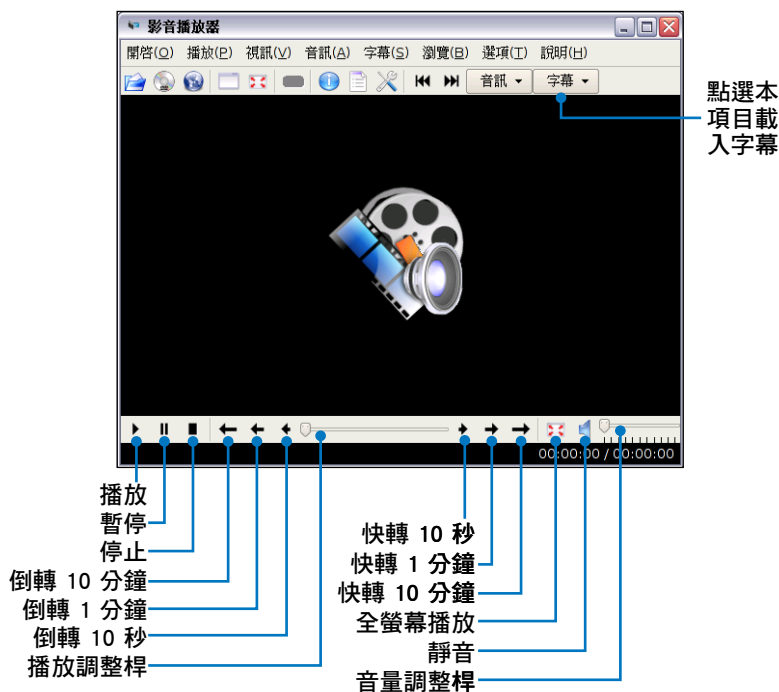 影音播放器
開啓(O) 播放(P) 視訊(V) 音訊(A) 字幕(S) 瀏覽(B) 選項(T) 說明(H)
音訊 字幕
點選本
項目載
入字幕
00:00:00 / 00:00:00
播放
暫停
停止
倒轉 10 分鐘
倒轉 1 分鐘
倒轉 10 秒
播放調整桿
快轉 10 秒
快轉 1 分鐘
快轉 10 分鐘
全螢幕播放
靜音
音量調整桿